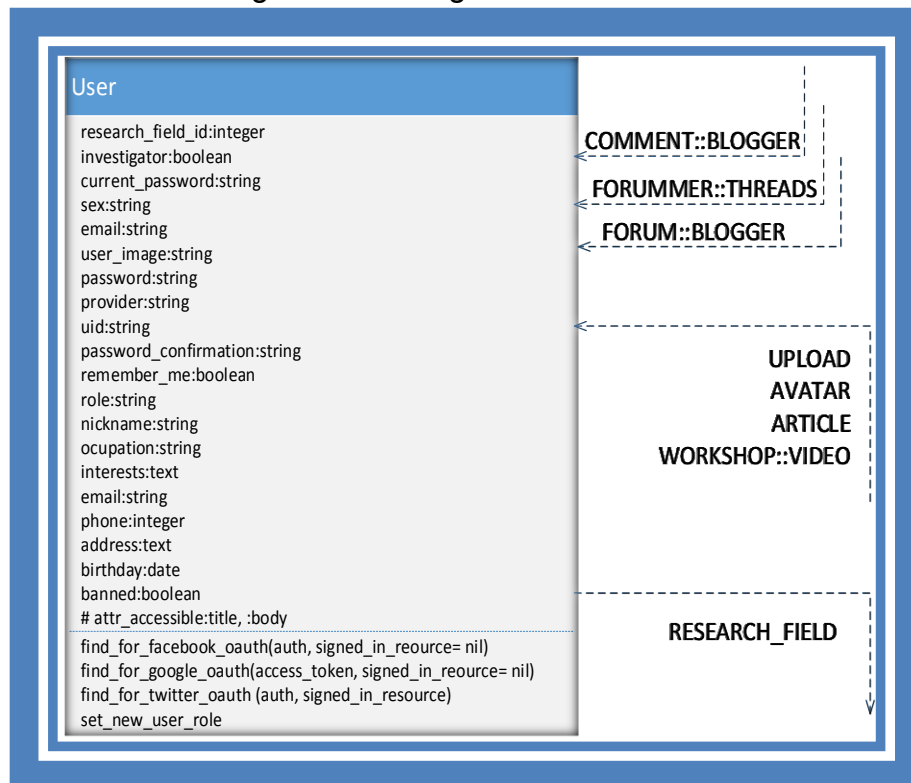 User
research_field_id:integer
investigator:boolean
current_password:string
sex:string
email:string
user_image:string
password:string
provider:string
uid:string
password_confirmation:string
remember_me:boolean
role:string
nickname:string
ocupation:string
interests:text
email:string
phone:integer
address:text
birthday:date
banned:boolean
# attr_accessible:title, :body
find_for_facebook_oauth(auth, signed_in_reource= nil)
find_for_google_oauth(access_token, signed_in_reource= nil)
find_for_twitter_oauth (auth, signed_in_resource)
set_new_user_role
COMMENT::BLOGGER
FORUMMER::THREADS
FORUM::BLOGGER
UPLOAD
AVATAR
ARTICLE
WORKSHOP::VIDEO
RESEARCH_FIELD